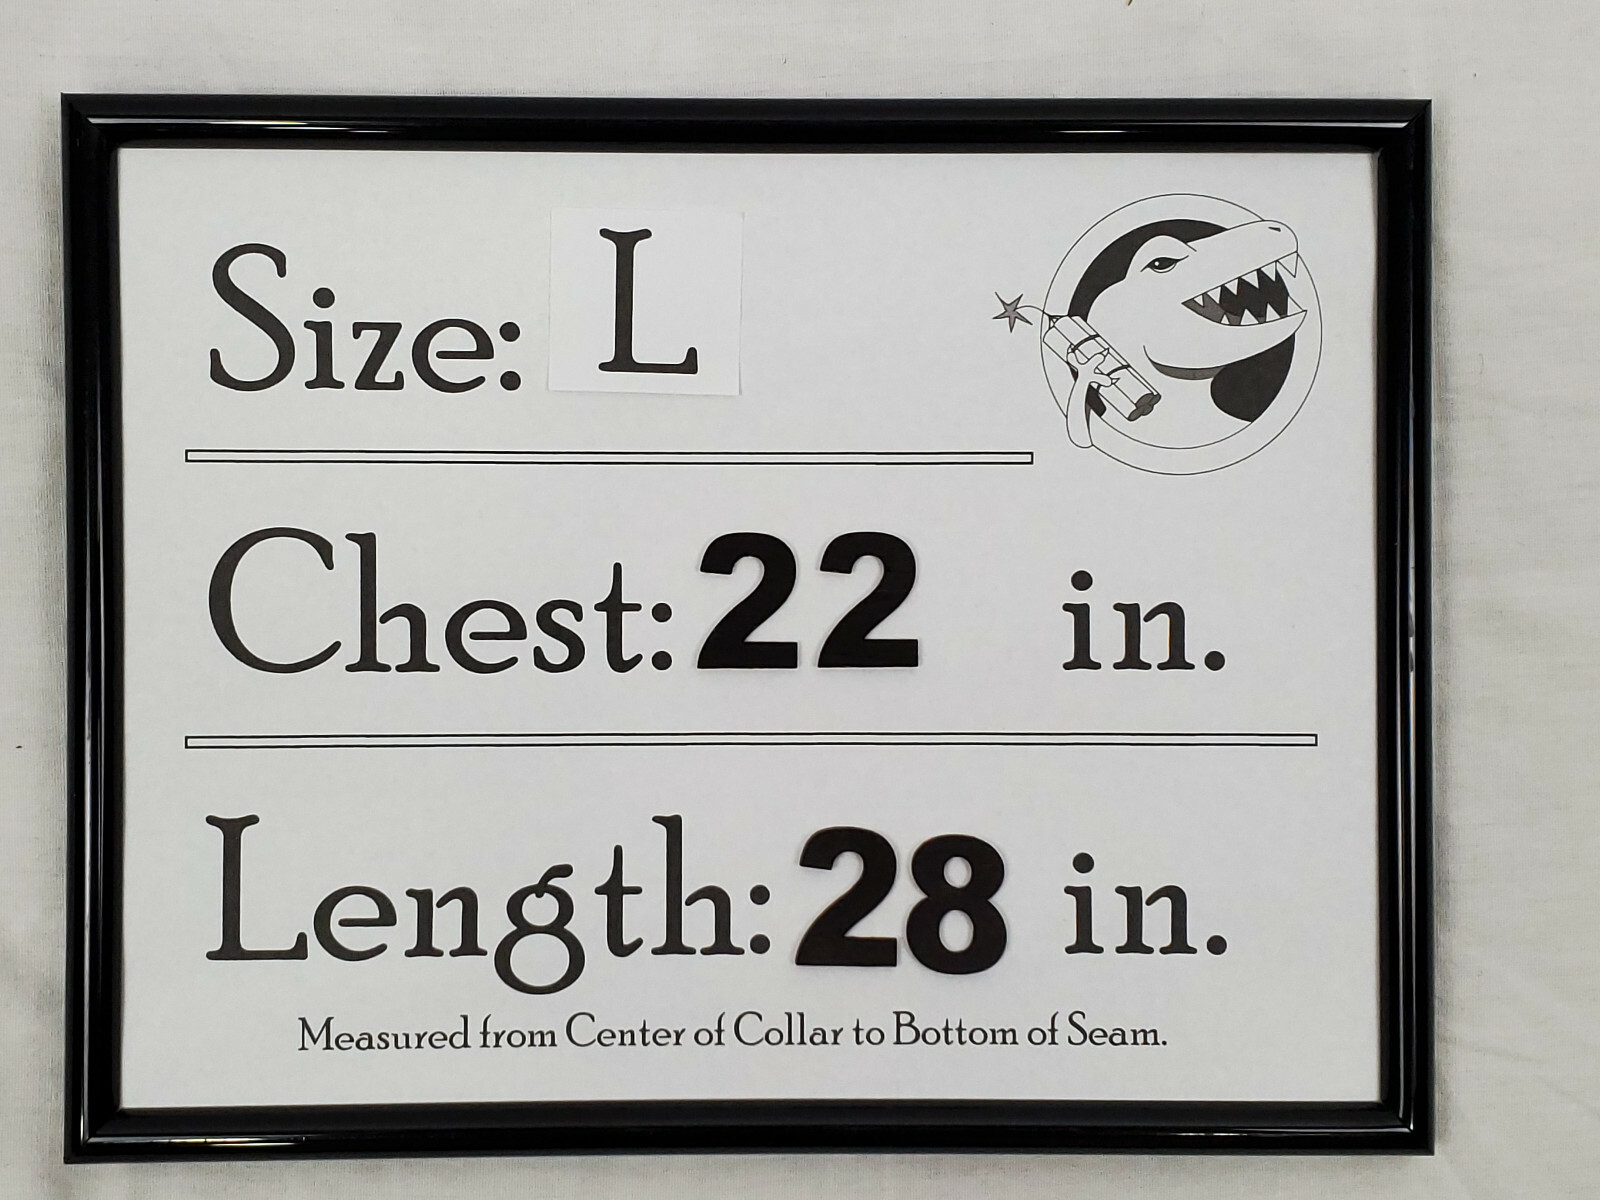 Size: L
Chest: 22 in.
Length: 28 in.
Measured from Center of Collar to Bottom of Seam.